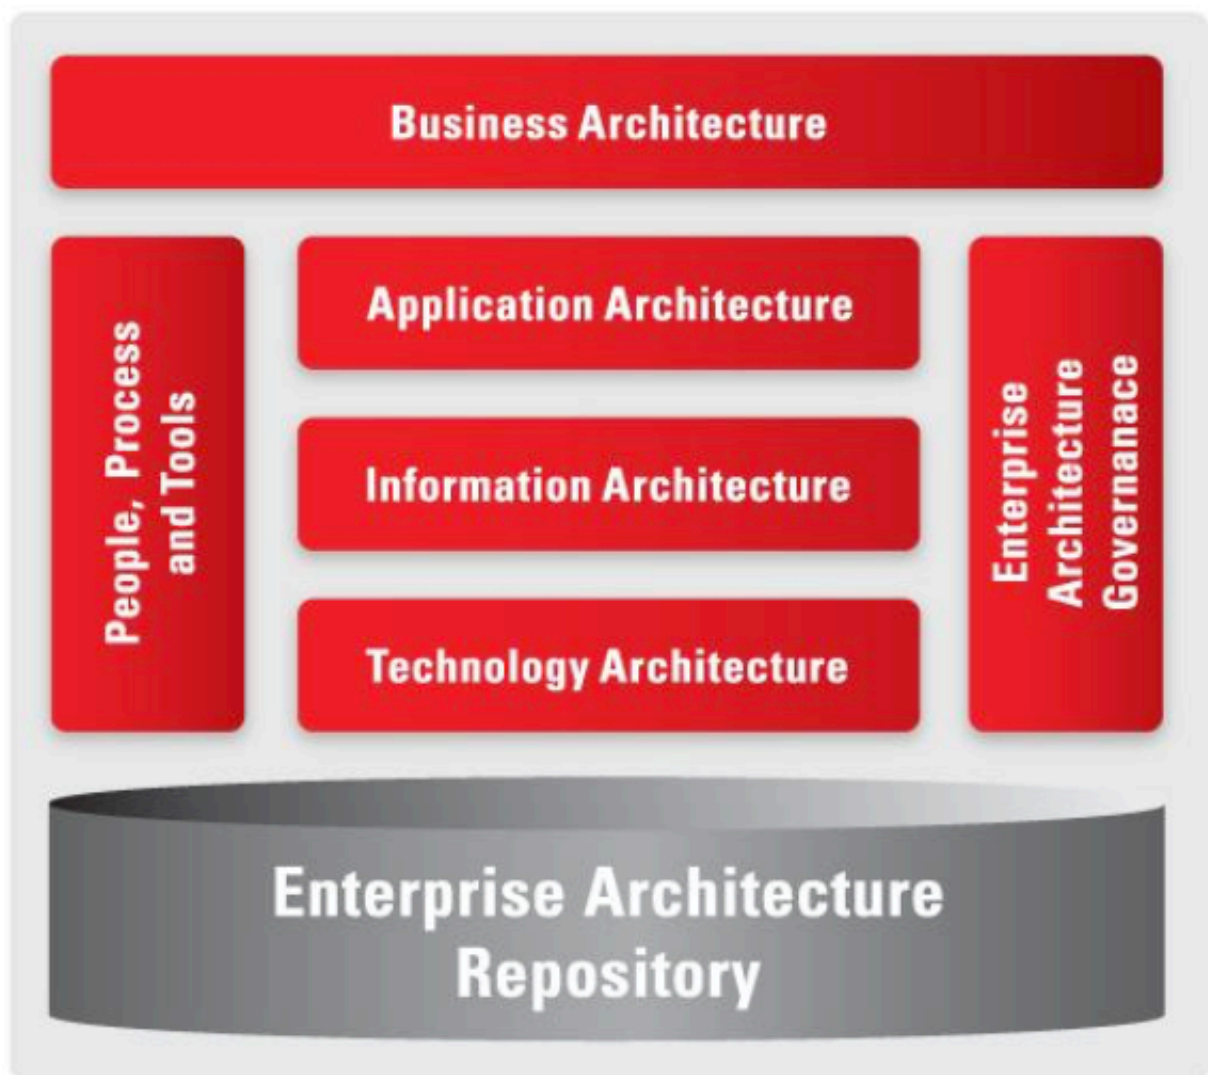 Business Architecture
People, Process
and Tools
Application Architecture
Information Architecture
Technology Architecture
Enterprise
Architecture
Governanace
Enterprise Architecture
Repository